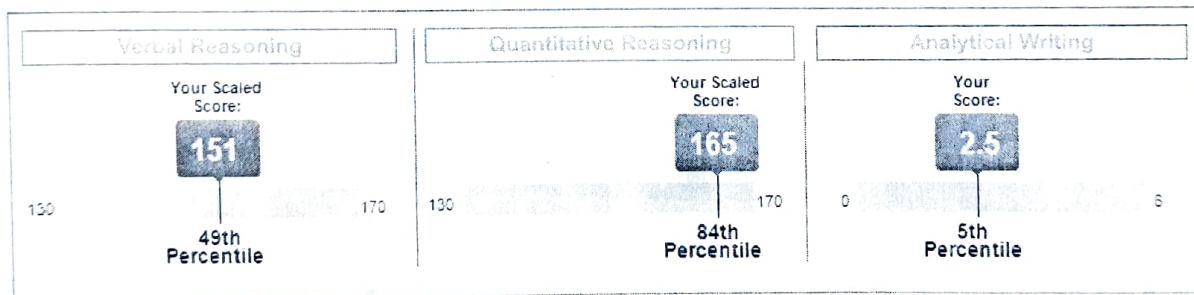 Verbal Reasoning
Your Scaled
Score:
151
130 170
49th
Percentile
Quantitative Reasoning
Your Scaled
Score:
165
130 170
84th
Percentile
Analytical Writing
Your
Score:
2.5
0 6
5th
Percentile